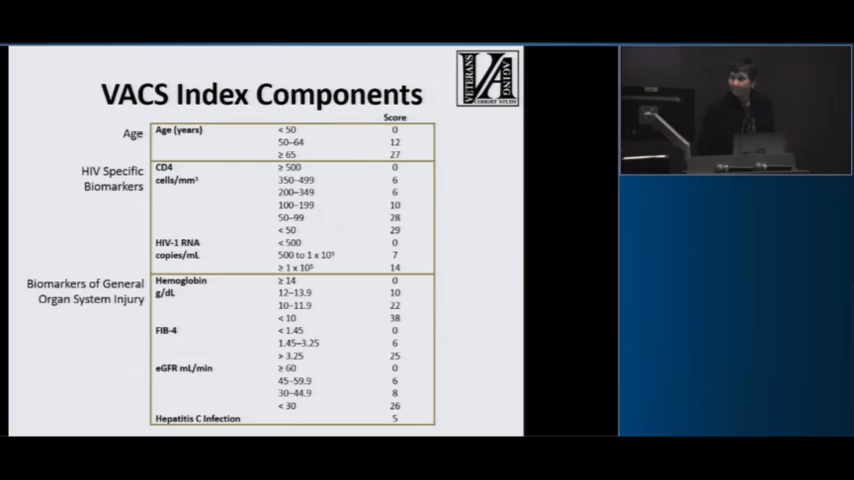 VACS Index Components
VETERANS
AGING
COHORT STUDY
Score
Age
Age (years) < 50 0
50–64 12
≥ 65 27
HIV Specific
Biomarkers
CD4 ≥ 500 0
cells/mm³ 350–499 6
200–349 6
100–199 10
50–99 28
< 50 29
HIV-1 RNA < 500 0
copies/mL 500 to 1 x 10⁵ 7
≥ 1 x 10⁵ 14
Biomarkers of General
Organ System Injury
Hemoglobin ≥ 14 0
g/dL 12–13.9 10
10–11.9 22
< 10 38
FIB-4 < 1.45 0
1.45–3.25 6
> 3.25 25
eGFR mL/min ≥ 60 0
45–59.9 6
30–44.9 8
< 30 26
Hepatitis C Infection 5